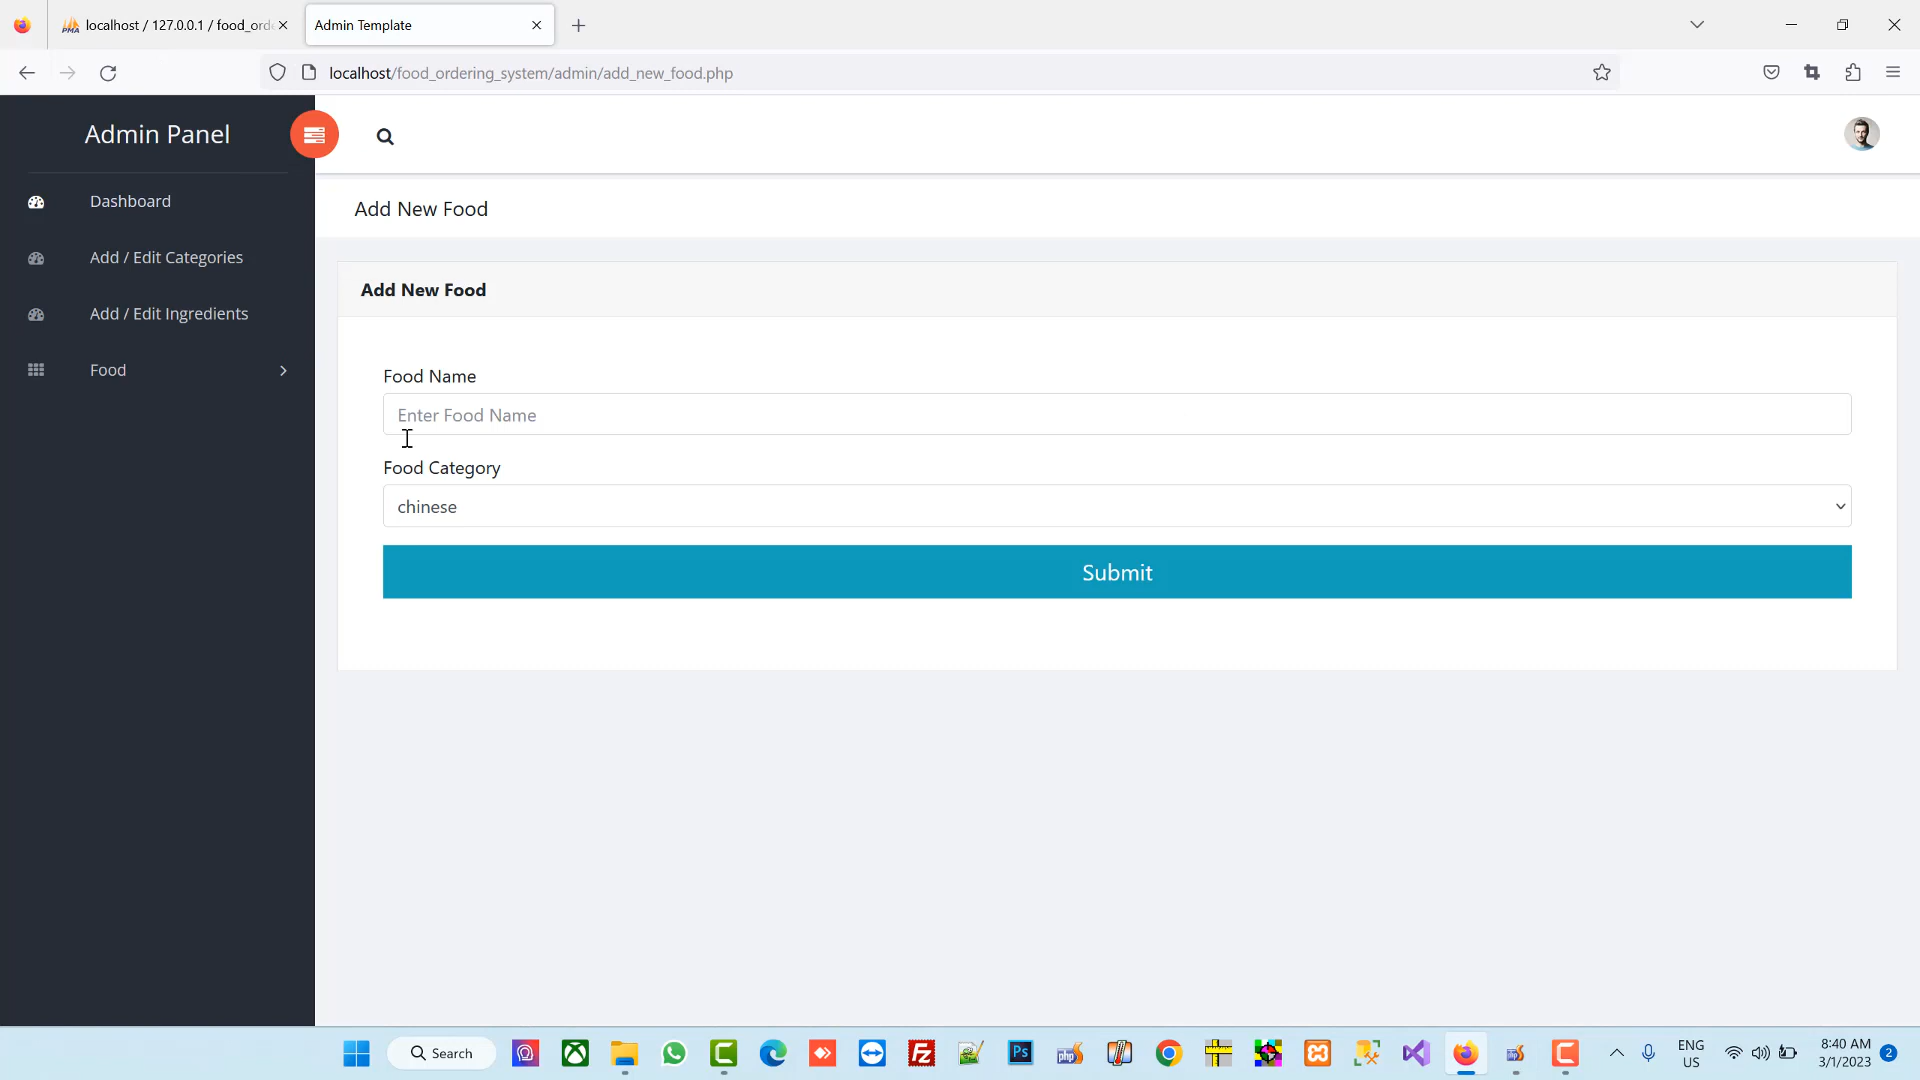 localhost / 127.0.0.1 / food_ord
Admin Template
localhost/food_ordering_system/admin/add_new_food.php
Admin Panel
Dashboard
Add / Edit Categories
Add / Edit Ingredients
Food
Add New Food
Add New Food
Food Name
Enter Food Name
Food Category
chinese
Submit
Search
Ps
php
ENG
US
8:40 AM
3/1/2023
2